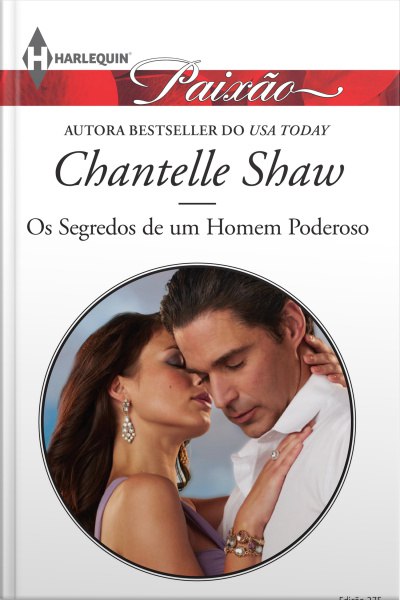 HARLEQUIN®
Paixão
AUTORA BESTSELLER DO USA TODAY
Chantelle Shaw
Os Segredos de um Homem Poderoso